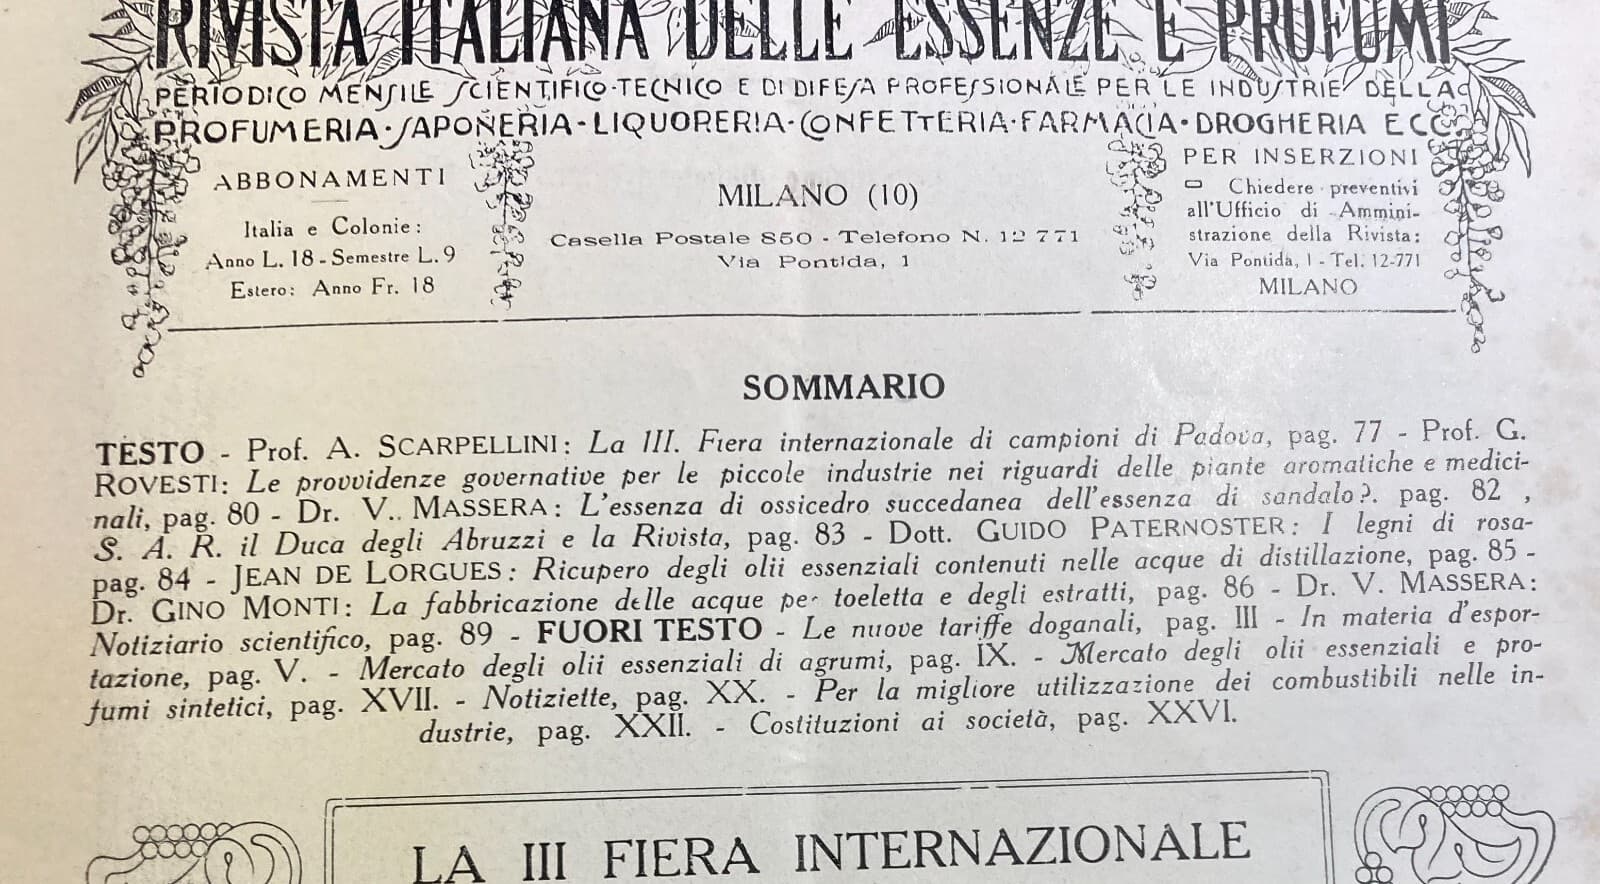 RIVISTA ITALIANA DELLE ESSENZE E PROFUMI
PERIODICO MENSILE SCIENTIFICO-TECNICO E DI DIFESA PROFESSIONALE PER LE INDUSTRIE DELLA
PROFUMERIA·SAPONERIA-LIQUORERIA·CONFETTERIA·FARMACIA·DROGHERIA ECC.
ABBONAMENTI
Italia e Colonie:
Anno L. 18 - Semestre L. 9
Estero: Anno Fr. 18
MILANO (10)
Casella Postale 850 - Telefono N. 12 771
Via Pontida, 1
PER INSERZIONI
Chiedere preventivi
all'Ufficio di Ammini-
strazione della Rivista:
Via Pontida, 1 - Tel. 12-771
MILANO
SOMMARIO
TESTO - Prof. A. SCARPELLINI: La III. Fiera internazionale di campioni di Padova, pag. 77 - Prof. G.
ROVESTI: Le provvidenze governative per le piccole industrie nei riguardi delle piante aromatiche e medici-
nali, pag. 80 - Dr. V.. MASSERA: L'essenza di ossicedro succedanea dell'essenza di sandalo?. pag. 82 ,
S. A. R. il Duca degli Abruzzi e la Rivista, pag. 83 - Dott. GUIDO PATERNOSTER: I legni di rosa-
pag. 84 - JEAN DE LORGUES: Ricupero degli olii essenziali contenuti nelle acque di distillazione, pag. 85 -
Dr. GINO MONTI: La fabbricazione delle acque per toeletta e degli estratti, pag. 86 - Dr. V. MASSERA:
Notiziario scientifico, pag. 89 - FUORI TESTO - Le nuove tariffe doganali, pag. III - In materia d'espor-
tazione, pag. V. - Mercato degli olii essenziali di agrumi, pag. IX. - Mercato degli olii essenziali e pro-
fumi sintetici, pag. XVII. - Notiziette, pag. XX. - Per la migliore utilizzazione dei combustibili nelle in-
dustrie, pag. XXII. - Costituzioni ai società, pag. XXVI.
LA III FIERA INTERNAZIONALE